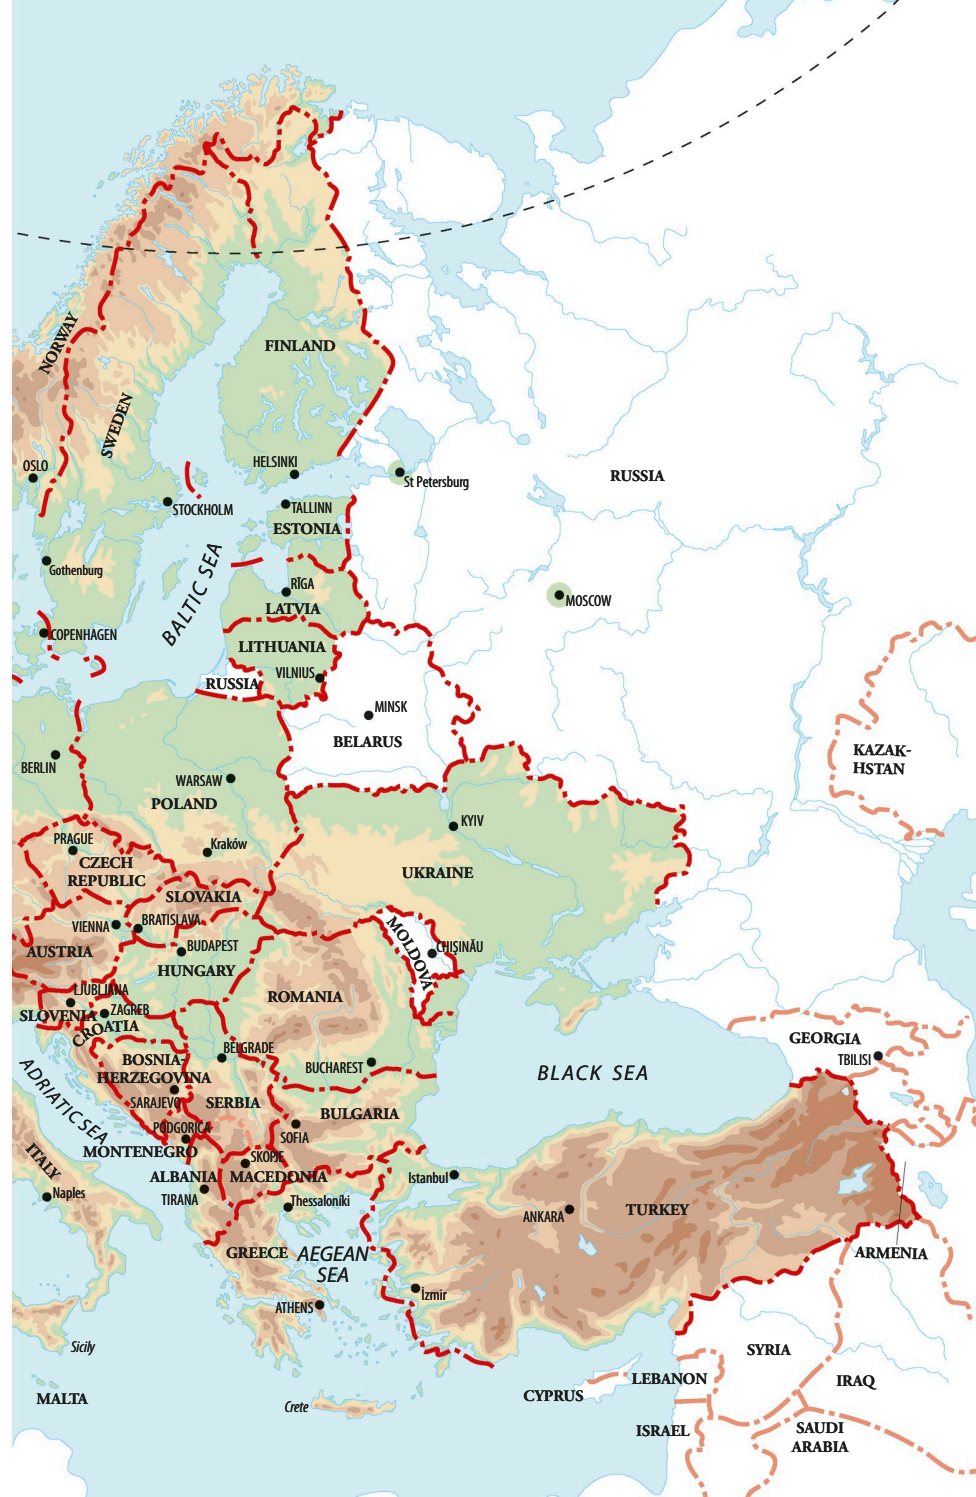 NORWAY
FINLAND
SWEDEN
OSLO
HELSINKI
St Petersburg
RUSSIA
STOCKHOLM
TALLINN
ESTONIA
BALTIC SEA
Gothenburg
RĪGA
LATVIA
MOSCOW
COPENHAGEN
LITHUANIA
VILNIUS
RUSSIA
MINSK
BELARUS
KAZAK-
HSTAN
BERLIN
WARSAW
POLAND
KYIV
PRAGUE
Kraków
CZECH
REPUBLIC
UKRAINE
SLOVAKIA
VIENNA
BRATISLAVA
MOLDOVA
CHIȘINĂU
AUSTRIA
BUDAPEST
HUNGARY
LJUBLJANA
ROMANIA
SLOVENIA
ZAGREB
CROATIA
GEORGIA
TBILISI
BELGRADE
BOSNIA-
HERZEGOVINA
BUCHAREST
BLACK SEA
ADRIATIC SEA
SARAJEVO
SERBIA
BULGARIA
PODGORICA
SOFIA
MONTENEGRO
SKOPJE
ITALY
ALBANIA
MACEDONIA
Istanbul
Naples
TIRANA
Thessaloniki
ANKARA
TURKEY
GREECE
AEGEAN
SEA
ARMENIA
İzmir
ATHENS
Sicily
SYRIA
MALTA
Crete
CYPRUS
LEBANON
IRAQ
ISRAEL
SAUDI
ARABIA